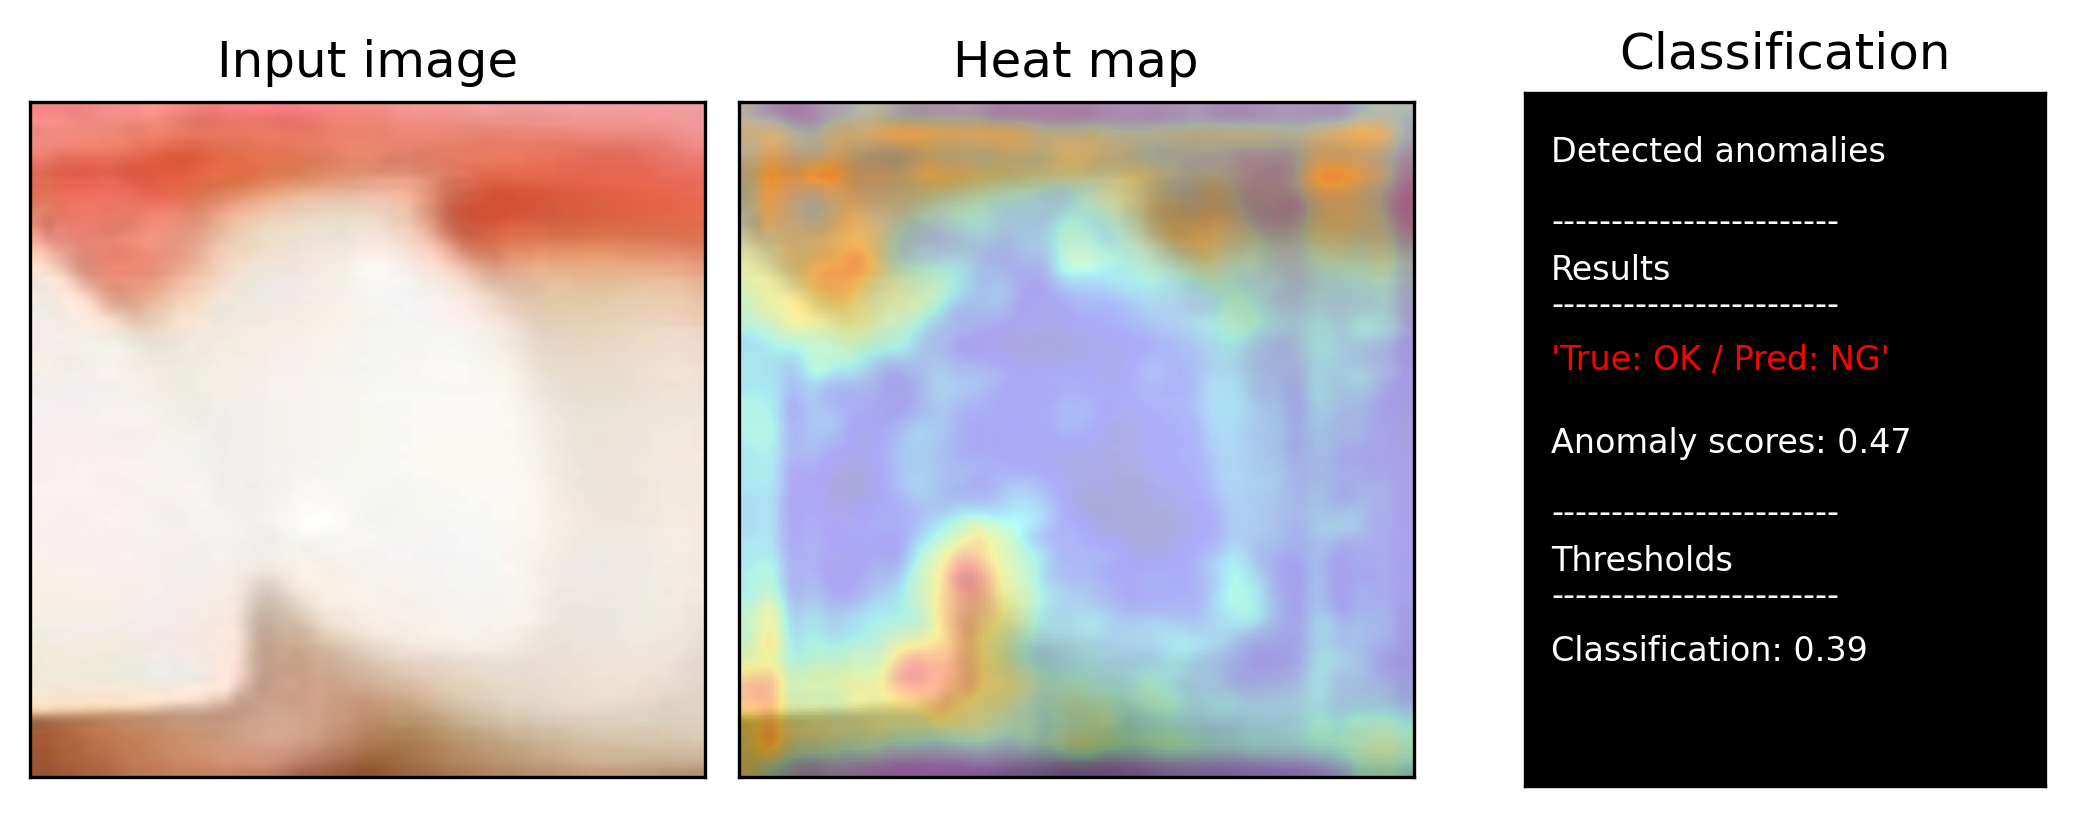 Input image
Heat map
Classification
Detected anomalies
------------------------
Results
------------------------
'True: OK / Pred: NG'
Anomaly scores: 0.47
------------------------
Thresholds
------------------------
Classification: 0.39